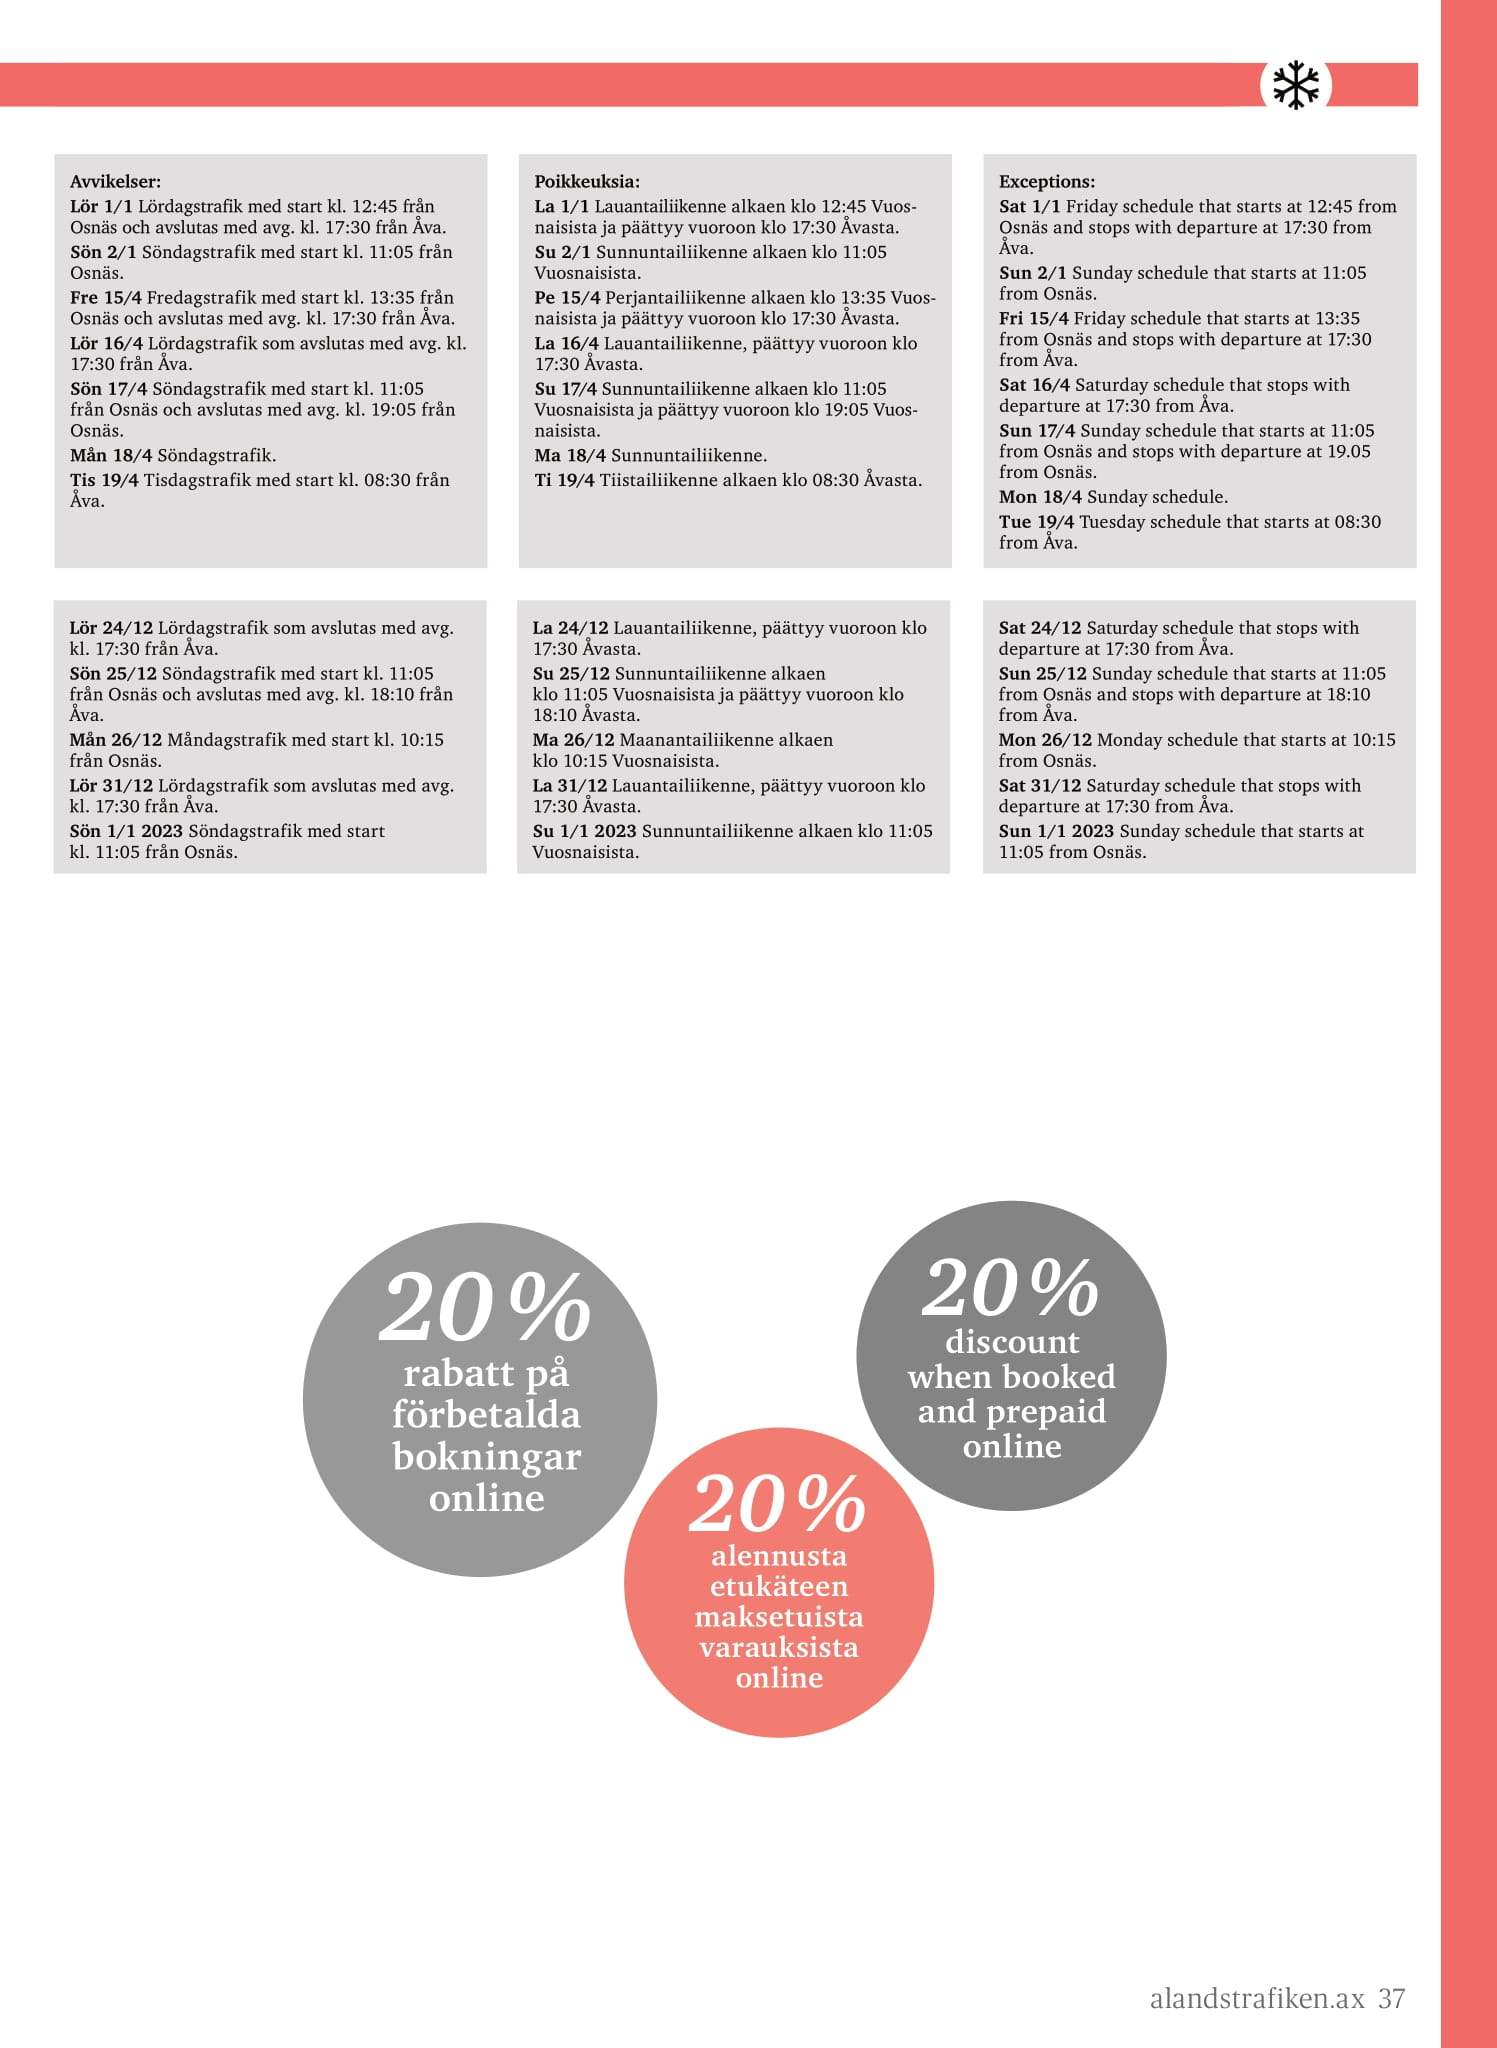 Avvikelser:
Lör 1/1 Lördagstrafik med start kl. 12:45 från
Osnäs och avslutas med avg. kl. 17:30 från Åva.
Sön 2/1 Söndagstrafik med start kl. 11:05 från
Osnäs.
Fre 15/4 Fredagstrafik med start kl. 13:35 från
Osnäs och avslutas med avg. kl. 17:30 från Åva.
Lör 16/4 Lördagstrafik som avslutas med avg. kl.
17:30 från Åva.
Sön 17/4 Söndagstrafik med start kl. 11:05
från Osnäs och avslutas med avg. kl. 19:05 från
Osnäs.
Mån 18/4 Söndagstrafik.
Tis 19/4 Tisdagstrafik med start kl. 08:30 från
Åva.
Poikkeuksia:
La 1/1 Lauantailiikenne alkaen klo 12:45 Vuos-
naisista ja päättyy vuoroon klo 17:30 Åvasta.
Su 2/1 Sunnuntailiikenne alkaen klo 11:05
Vuosnaisista.
Pe 15/4 Perjantailiikenne alkaen klo 13:35 Vuos-
naisista ja päättyy vuoroon klo 17:30 Åvasta.
La 16/4 Lauantailiikenne, päättyy vuoroon klo
17:30 Åvasta.
Su 17/4 Sunnuntailiikenne alkaen klo 11:05
Vuosnaisista ja päättyy vuoroon klo 19:05 Vuos-
naisista.
Ma 18/4 Sunnuntailiikenne.
Ti 19/4 Tiistailiikenne alkaen klo 08:30 Åvasta.
Exceptions:
Sat 1/1 Friday schedule that starts at 12:45 from
Osnäs and stops with departure at 17:30 from
Åva.
Sun 2/1 Sunday schedule that starts at 11:05
from Osnäs.
Fri 15/4 Friday schedule that starts at 13:35
from Osnäs and stops with departure at 17:30
from Åva.
Sat 16/4 Saturday schedule that stops with
departure at 17:30 from Åva.
Sun 17/4 Sunday schedule that starts at 11:05
from Osnäs and stops with departure at 19.05
from Osnäs.
Mon 18/4 Sunday schedule.
Tue 19/4 Tuesday schedule that starts at 08:30
from Åva.
Lör 24/12 Lördagstrafik som avslutas med avg.
kl. 17:30 från Åva.
Sön 25/12 Söndagstrafik med start kl. 11:05
från Osnäs och avslutas med avg. kl. 18:10 från
Åva.
Mån 26/12 Måndagstrafik med start kl. 10:15
från Osnäs.
Lör 31/12 Lördagstrafik som avslutas med avg.
kl. 17:30 från Åva.
Sön 1/1 2023 Söndagstrafik med start
kl. 11:05 från Osnäs.
La 24/12 Lauantailiikenne, päättyy vuoroon klo
17:30 Åvasta.
Su 25/12 Sunnuntailiikenne alkaen
klo 11:05 Vuosnaisista ja päättyy vuoroon klo
18:10 Åvasta.
Ma 26/12 Maanantailiikenne alkaen
klo 10:15 Vuosnaisista.
La 31/12 Lauantailiikenne, päättyy vuoroon klo
17:30 Åvasta.
Su 1/1 2023 Sunnuntailiikenne alkaen klo 11:05
Vuosnaisista.
Sat 24/12 Saturday schedule that stops with
departure at 17:30 from Åva.
Sun 25/12 Sunday schedule that starts at 11:05
from Osnäs and stops with departure at 18:10
from Åva.
Mon 26/12 Monday schedule that starts at 10:15
from Osnäs.
Sat 31/12 Saturday schedule that stops with
departure at 17:30 from Åva.
Sun 1/1 2023 Sunday schedule that starts at
11:05 from Osnäs.
20%
rabatt på
förbetalda
bokningar
online
20%
discount
when booked
and prepaid
online
20%
alennusta
etukäteen
maksetuista
varauksista
online
alandstrafiken.ax 37